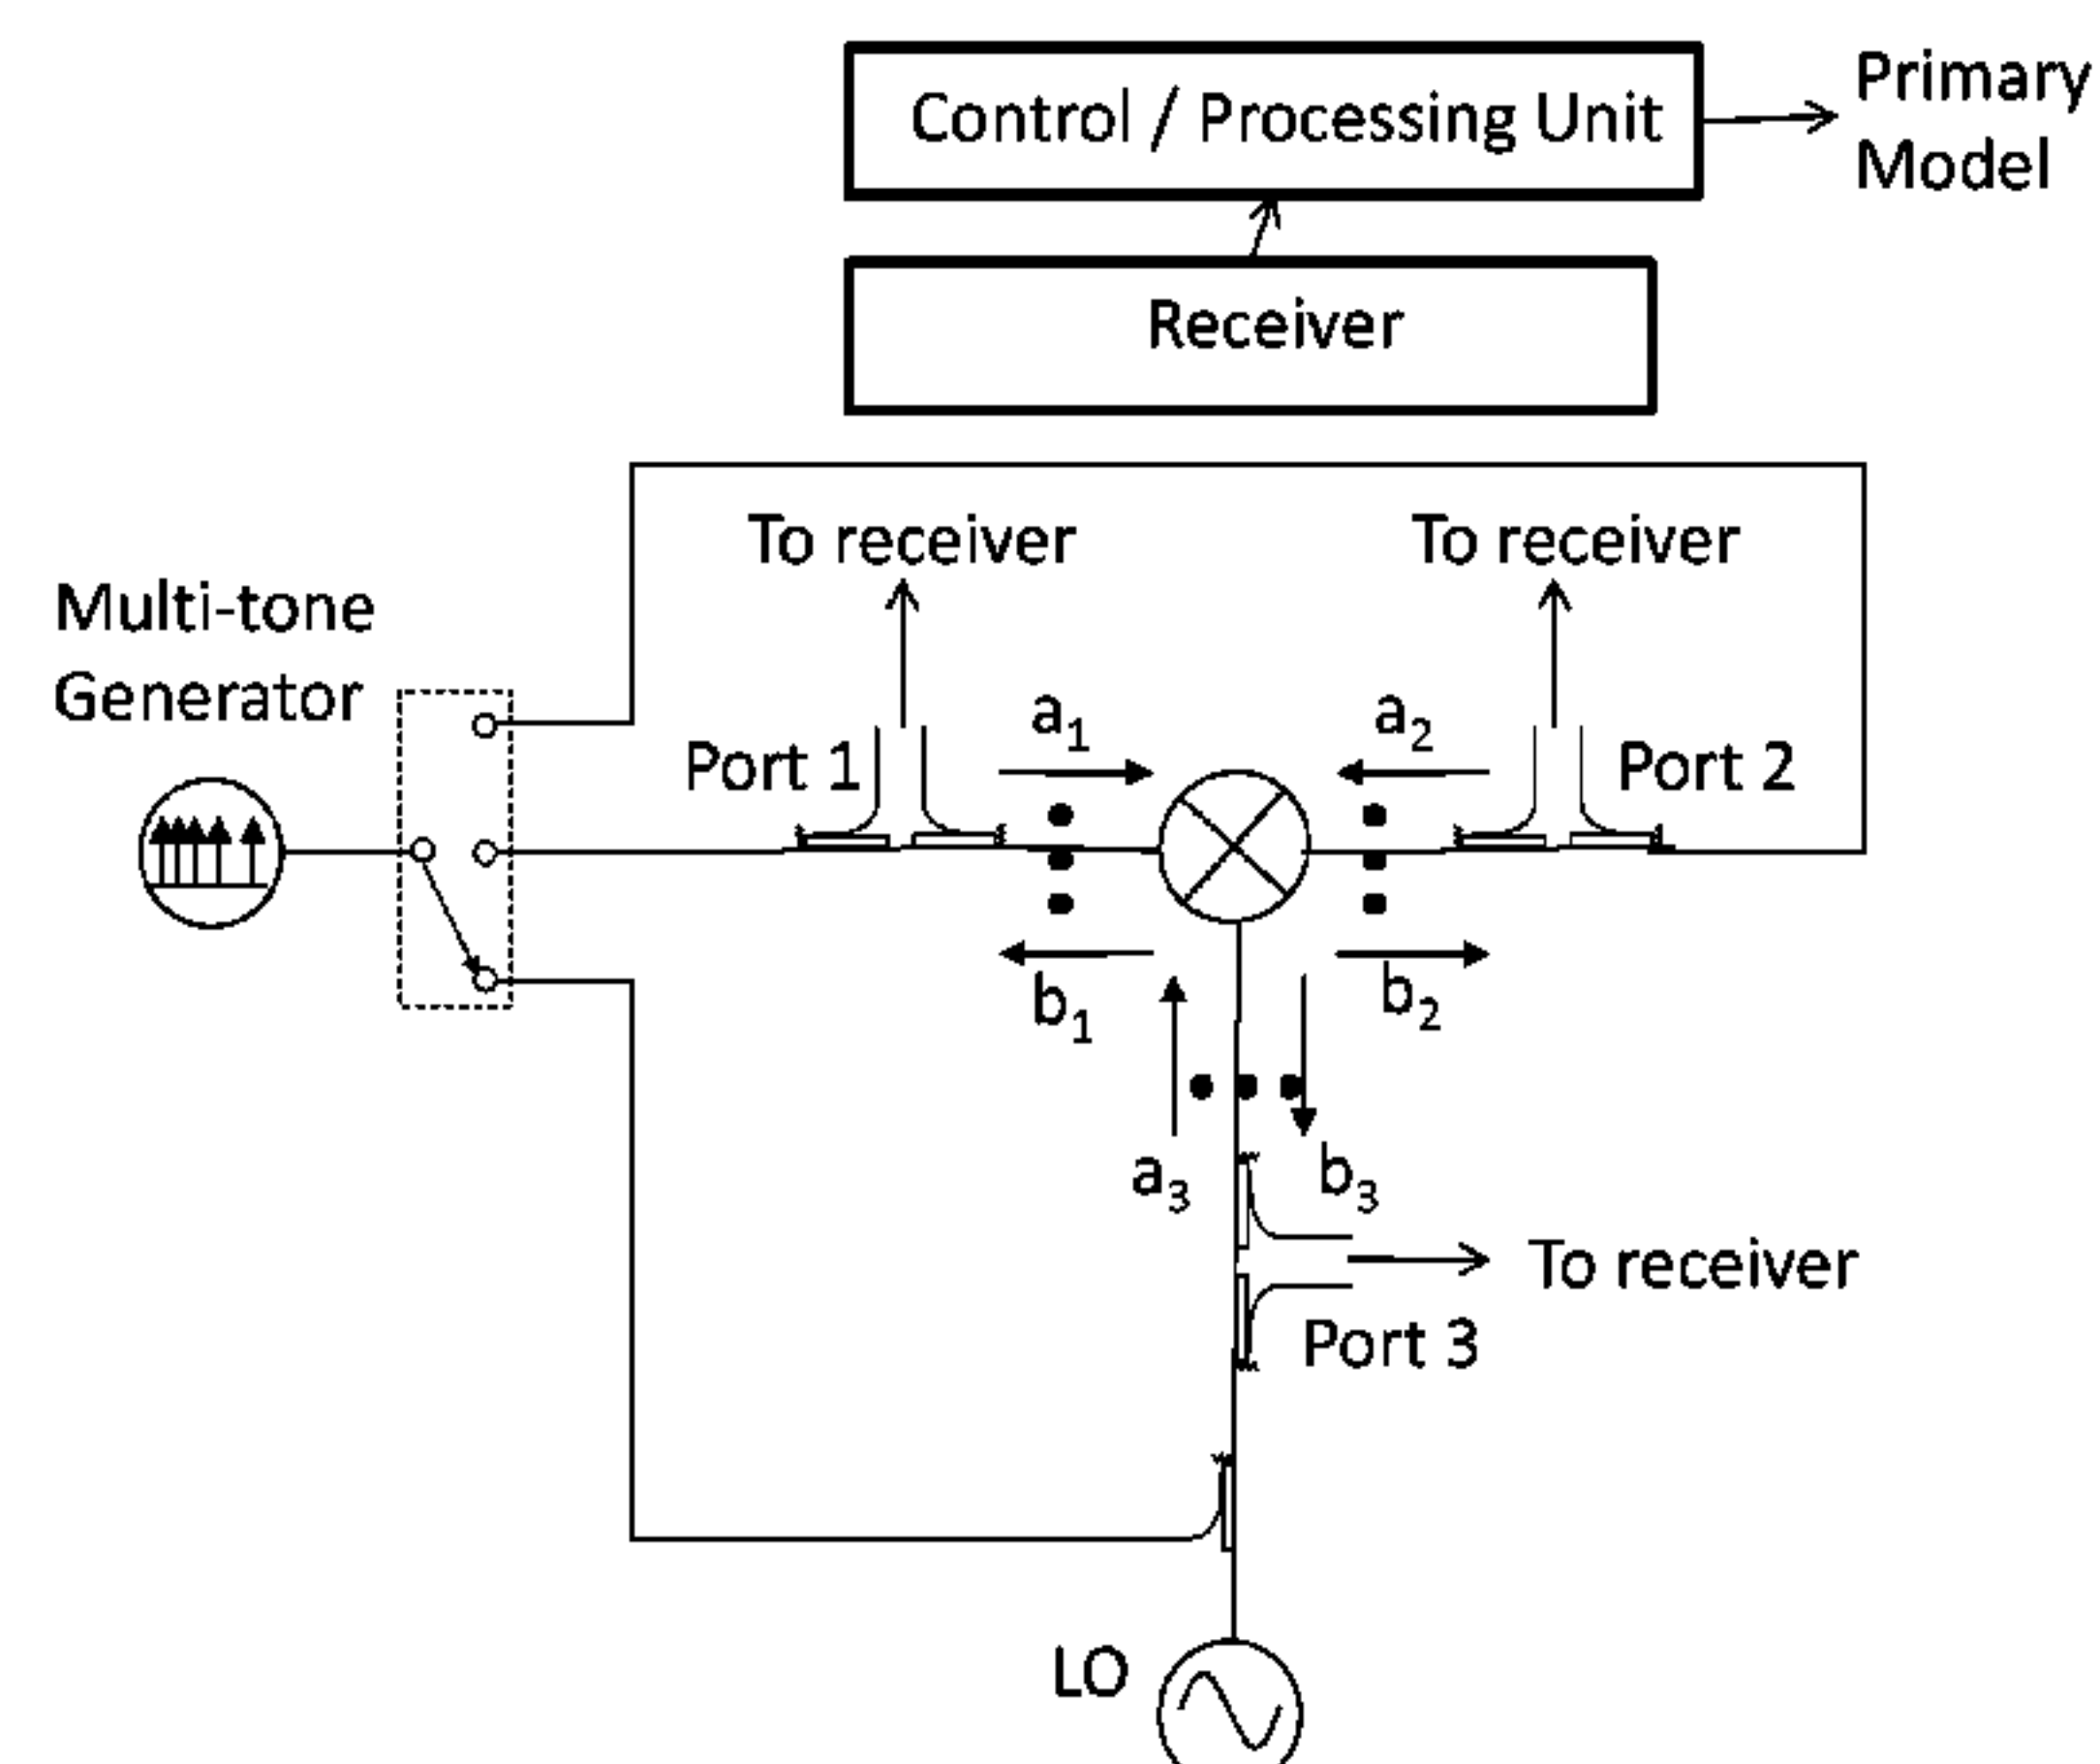 Control / Processing Unit
Primary
Model
Receiver
To receiver
To receiver
Multi-tone
Generator
a1
a2
Port 1
Port 2
b1
b2
a3
b3
To receiver
Port 3
LO